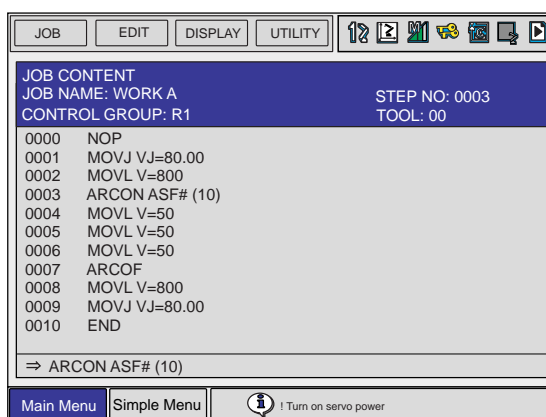 JOB EDIT DISPLAY UTILITY
JOB CONTENT
JOB NAME: WORK A STEP NO: 0003
CONTROL GROUP: R1 TOOL: 00
0000 NOP
0001 MOVJ VJ=80.00
0002 MOVL V=800
0003 ARCON ASF# (10)
0004 MOVL V=50
0005 MOVL V=50
0006 MOVL V=50
0007 ARCOF
0008 MOVL V=800
0009 MOVJ VJ=80.00
0010 END
⇒ ARCON ASF# (10)
Main Menu Simple Menu ! Turn on servo power